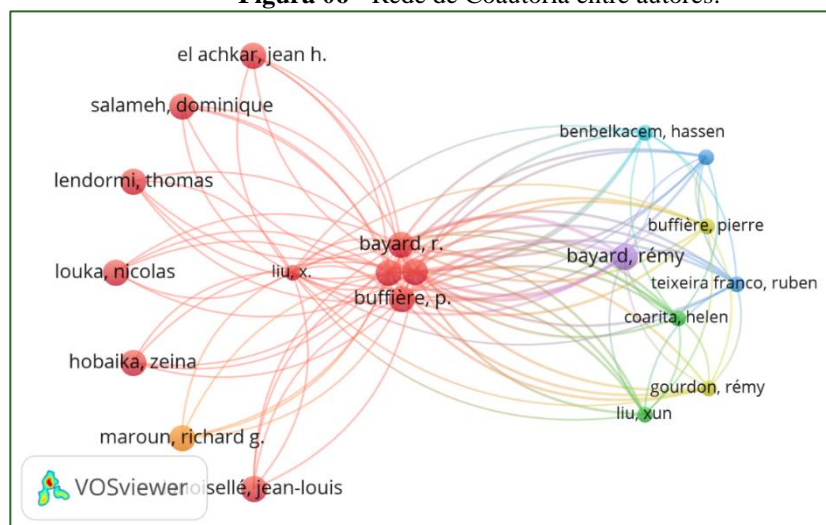 Figura 06 - Rede de Coautoria entre autores.
el achkar, jean h.
salameh, dominique
benbelkacem, hassen
lendormi, thomas
buffière, pierre
bayard, r.
bayard, rémy
louka, nicolas
liu, x.
teixeira franco, ruben
buffière, p.
coarita, helen
hobaika, zeina
gourdon, rémy
liu, xun
maroun, richard g.
VOSviewer
noisellé, jean-louis